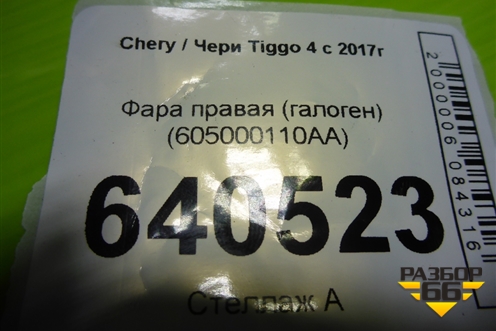 Chery / Чери Tiggo 4 с 2017г
Фара правая (галоген)
(605000110AA)
640523
Стеллаж А
2000006084316
РАЗБОР
66